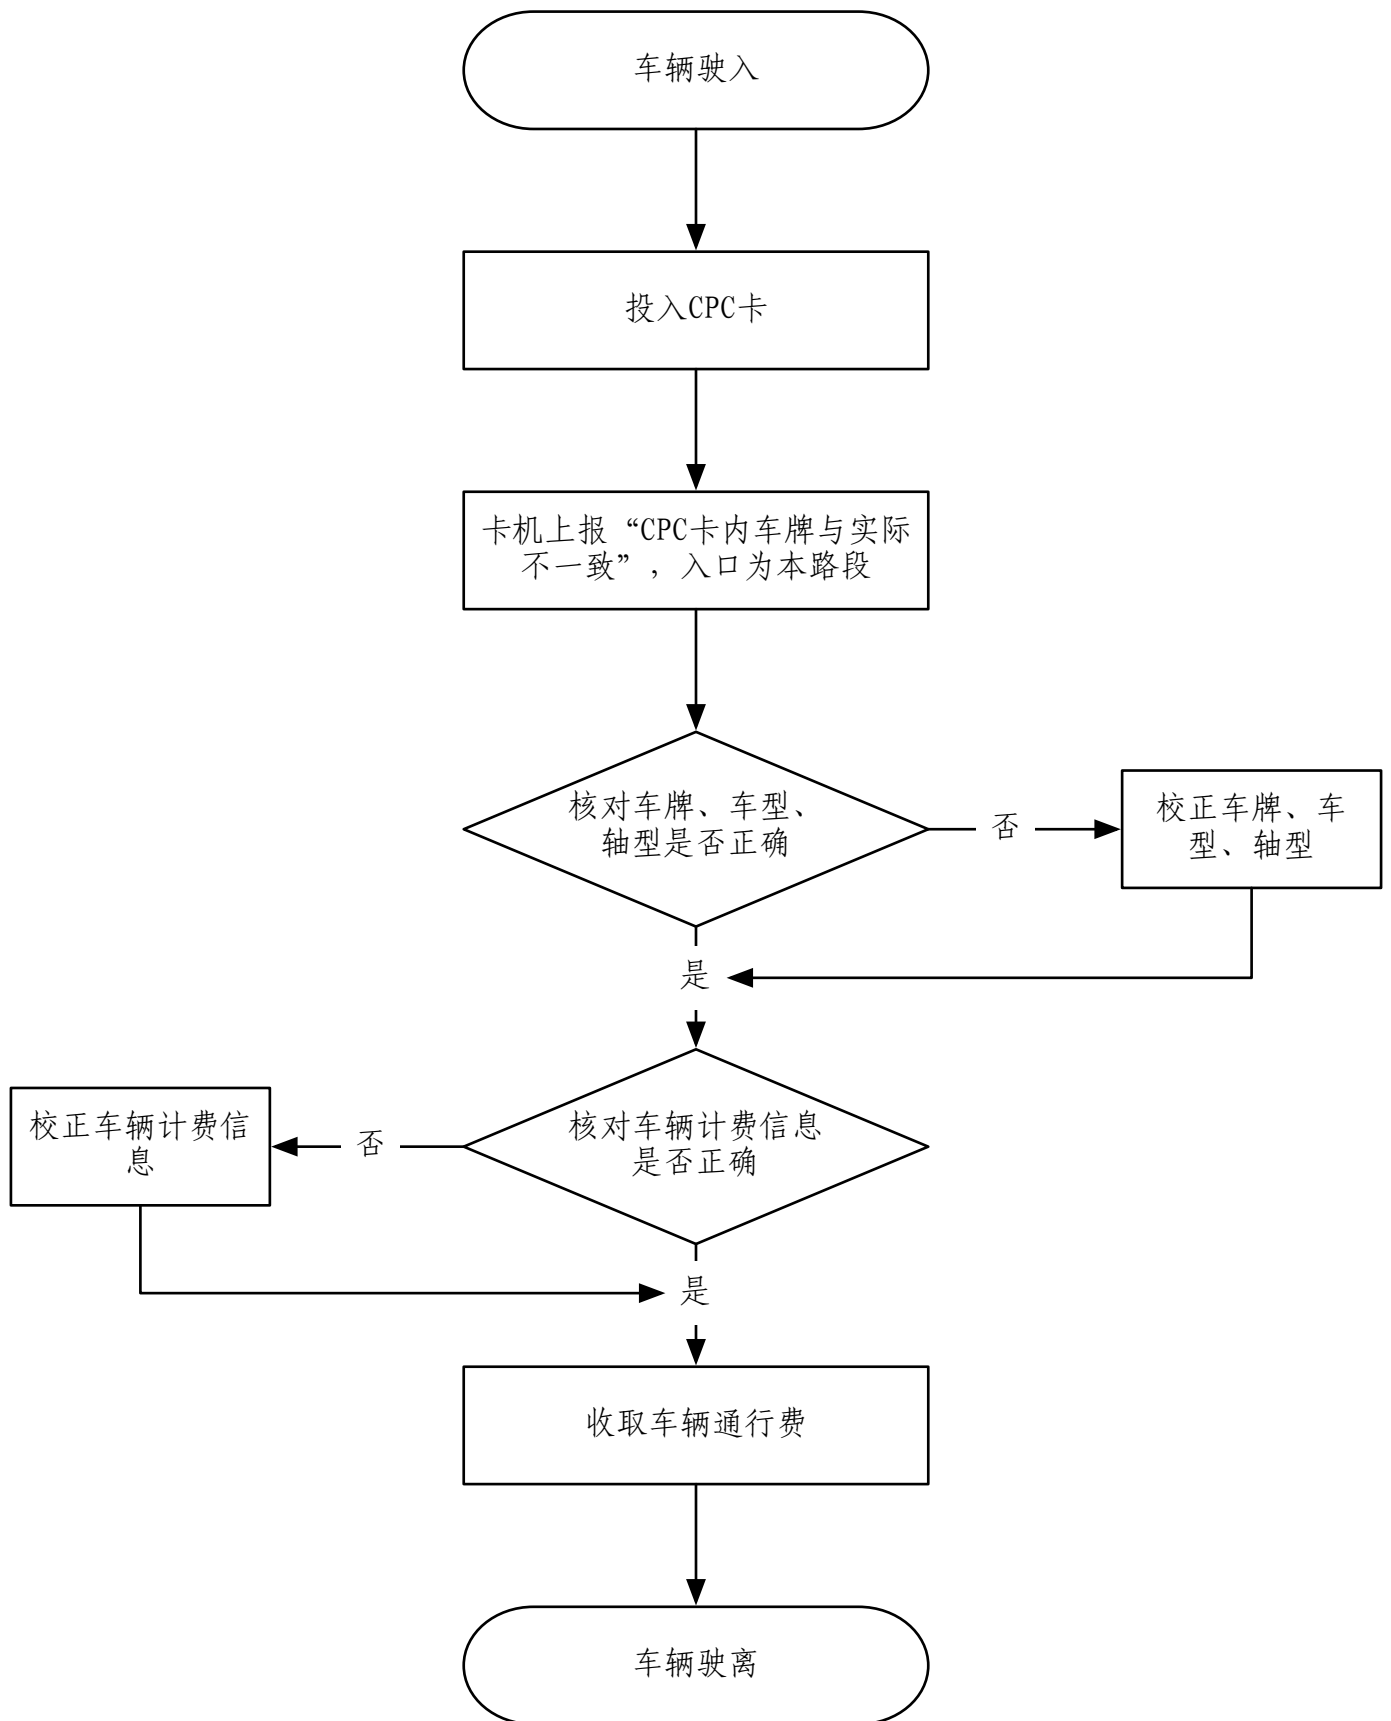 车辆驶入
投入CPC卡
卡机上报“CPC卡内车牌与实际
不一致”，入口为本路段
核对车牌、车型、
轴型是否正确
否
校正车牌、车
型、轴型
是
核对车辆计费信息
是否正确
否
校正车辆计费信
息
是
收取车辆通行费
车辆驶离